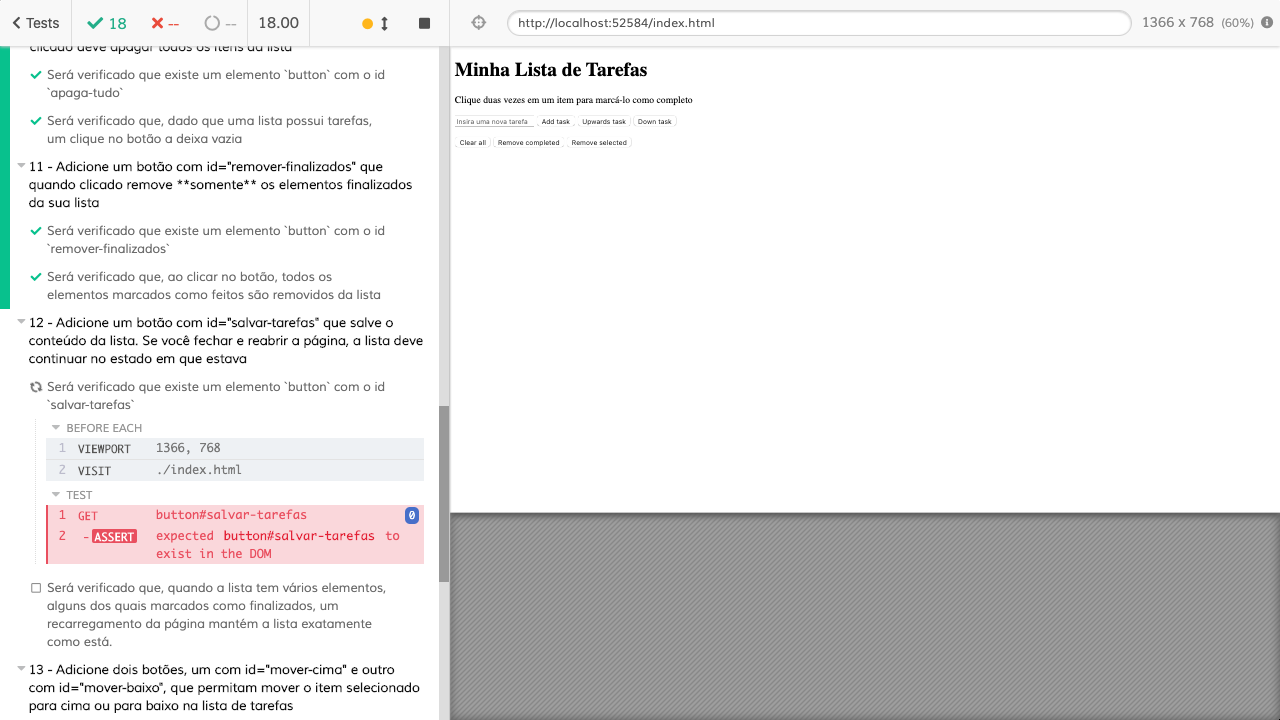 Tests 18 -- -- 18.00
clicado deve apagar todos os itens da lista
Será verificado que existe um elemento `button` com o id
`apaga-tudo`
Será verificado que, dado que uma lista possui tarefas,
um clique no botão a deixa vazia
11 - Adicione um botão com id="remover-finalizados" que
quando clicado remove **somente** os elementos finalizados
da sua lista
Será verificado que existe um elemento `button` com o id
`remover-finalizados`
Será verificado que, ao clicar no botão, todos os
elementos marcados como feitos são removidos da lista
12 - Adicione um botão com id="salvar-tarefas" que salve o
conteúdo da lista. Se você fechar e reabrir a página, a lista deve
continuar no estado em que estava
Será verificado que existe um elemento `button` com o id
`salvar-tarefas`
BEFORE EACH
1 VIEWPORT 1366, 768
2 VISIT ./index.html
TEST
1 GET button#salvar-tarefas 0
2 -ASSERT expected button#salvar-tarefas to
exist in the DOM
Será verificado que, quando a lista tem vários elementos,
alguns dos quais marcados como finalizados, um
recarregamento da página mantém a lista exatamente
como está.
13 - Adicione dois botões, um com id="mover-cima" e outro
com id="mover-baixo", que permitam mover o item selecionado
para cima ou para baixo na lista de tarefas
http://localhost:52584/index.html 1366 x 768 (60%)
Minha Lista de Tarefas
Clique duas vezes em um item para marcá-lo como completo
Insira uma nova tarefa Add task Upwards task Down task
Clear all Remove completed Remove selected